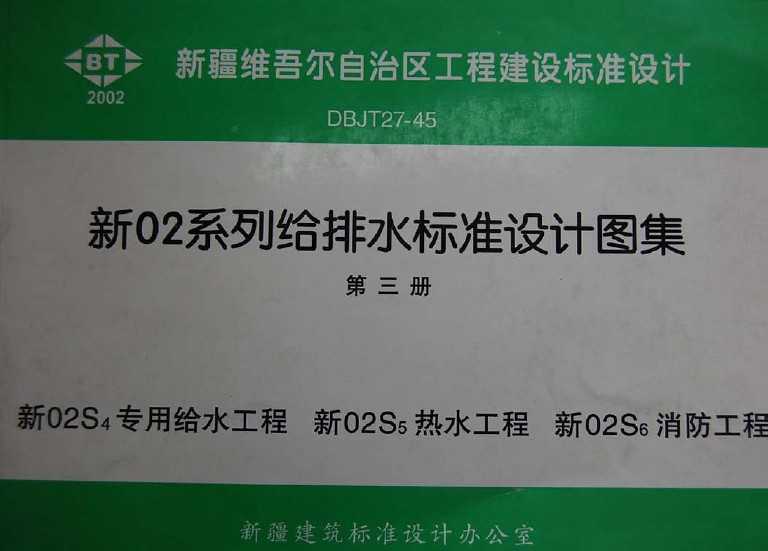 BT
2002
新疆维吾尔自治区工程建设标准设计
DBJT27-45
新02系列给排水标准设计图集
第三册
新02S4专用给水工程 新02S5热水工程 新02S6消防工程
新疆建筑标准设计办公室